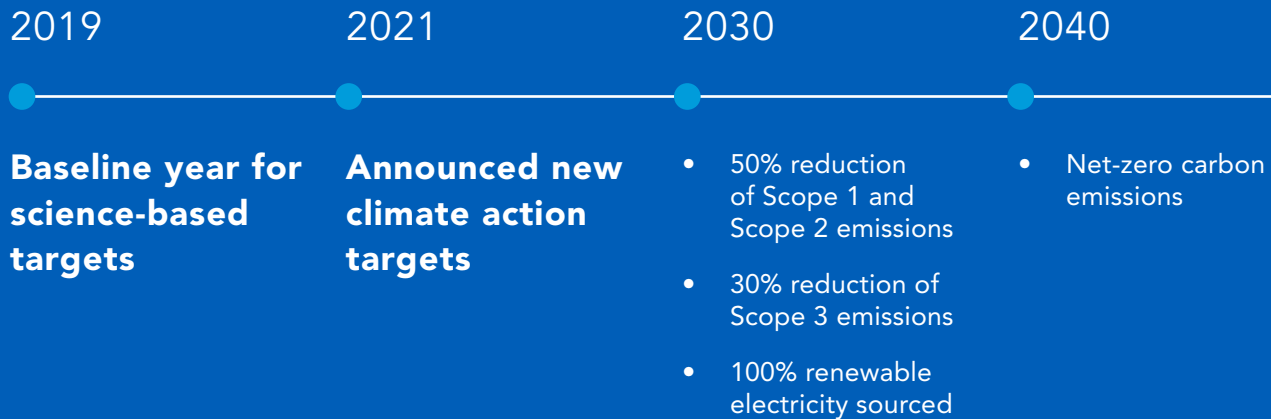 2019
Baseline year for
science-based
targets
2021
Announced new
climate action
targets
2030
• 50% reduction
of Scope 1 and
Scope 2 emissions
• 30% reduction of
Scope 3 emissions
• 100% renewable
electricity sourced
2040
• Net-zero carbon
emissions